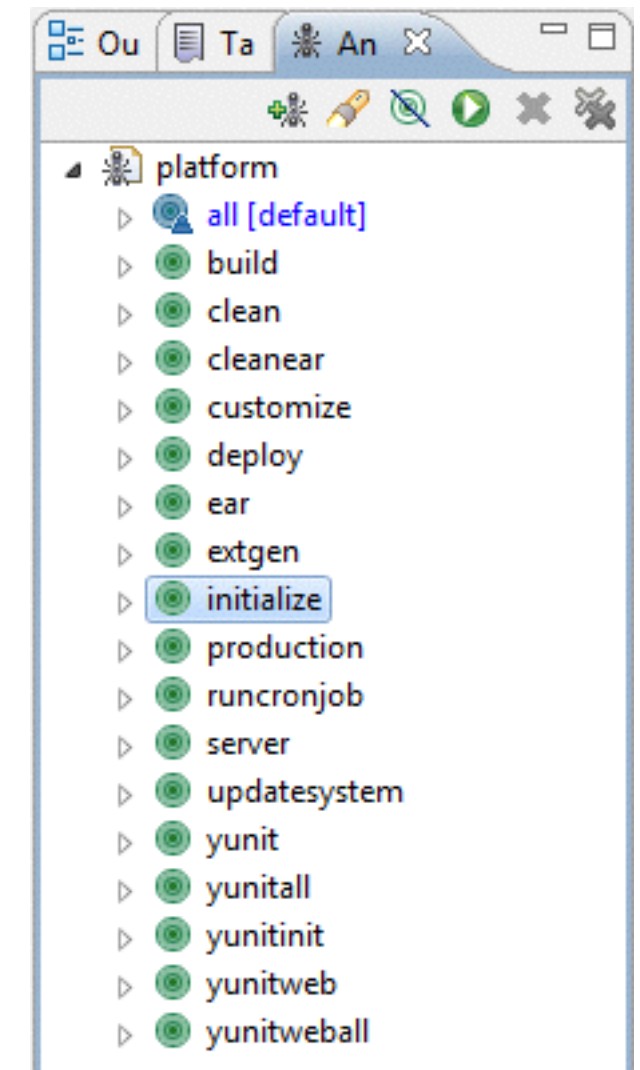 Ou Ta An
platform
all [default]
build
clean
cleanear
customize
deploy
ear
extgen
initialize
production
runcronjob
server
updatesystem
yunit
yunitall
yunitinit
yunitweb
yunitweball